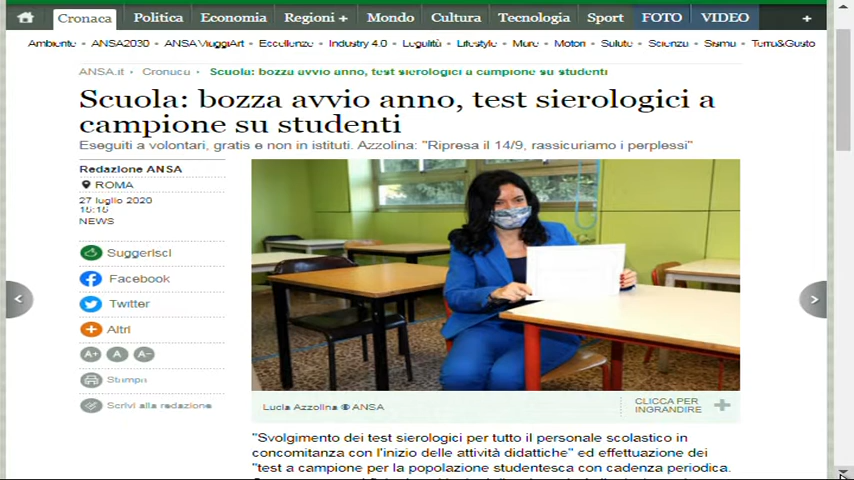 Cronaca Politica Economia Regioni + Mondo Cultura Tecnologia Sport FOTO VIDEO +
Ambiente • ANSA2030 • ANSA ViaggiArt • Eccellenze • Industry 4.0 • Legalità • Lifestyle • Mare • Motori • Salute • Scienza • Sisma • Terra&Gusto
ANSA.it • Cronaca • Scuola: bozza avvio anno, test sierologici a campione su studenti
Scuola: bozza avvio anno, test sierologici a
campione su studenti
Eseguiti a volontari, gratis e non in istituti. Azzolina: "Ripresa il 14/9, rassicuriamo i perplessi"
Redazione ANSA
ROMA
27 luglio 2020
15:15
NEWS
Suggerisci
Facebook
Twitter
Altri
A+ A A-
Stampa
Scrivi alla redazione
Lucia Azzolina © ANSA
CLICCA PER
INGRANDIRE
"Svolgimento dei test sierologici per tutto il personale scolastico in
concomitanza con l'inizio delle attività didattiche" ed effettuazione dei
"test a campione per la popolazione studentesca con cadenza periodica.